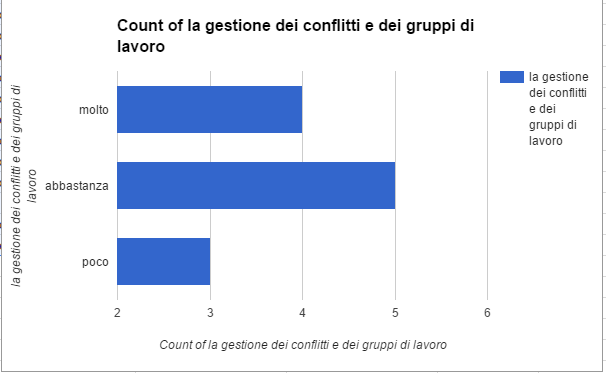 Count of la gestione dei conflitti e dei gruppi di
lavoro
la gestione
dei conflitti
e dei
gruppi di
lavoro
la gestione dei conflitti e dei gruppi di
lavoro
molto
abbastanza
poco
2 3 4 5 6
Count of la gestione dei conflitti e dei gruppi di lavoro